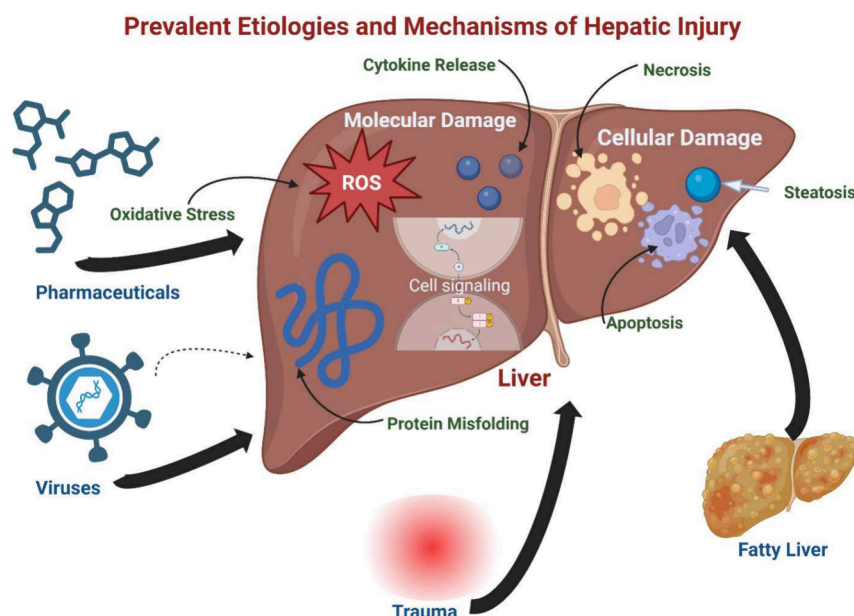 Prevalent Etiologies and Mechanisms of Hepatic Injury
Cytokine Release
Necrosis
Molecular Damage
Cellular Damage
ROS
Oxidative Stress
Steatosis
Pharmaceuticals
Cell signaling
Apoptosis
Liver
Protein Misfolding
Viruses
Fatty Liver
Trauma